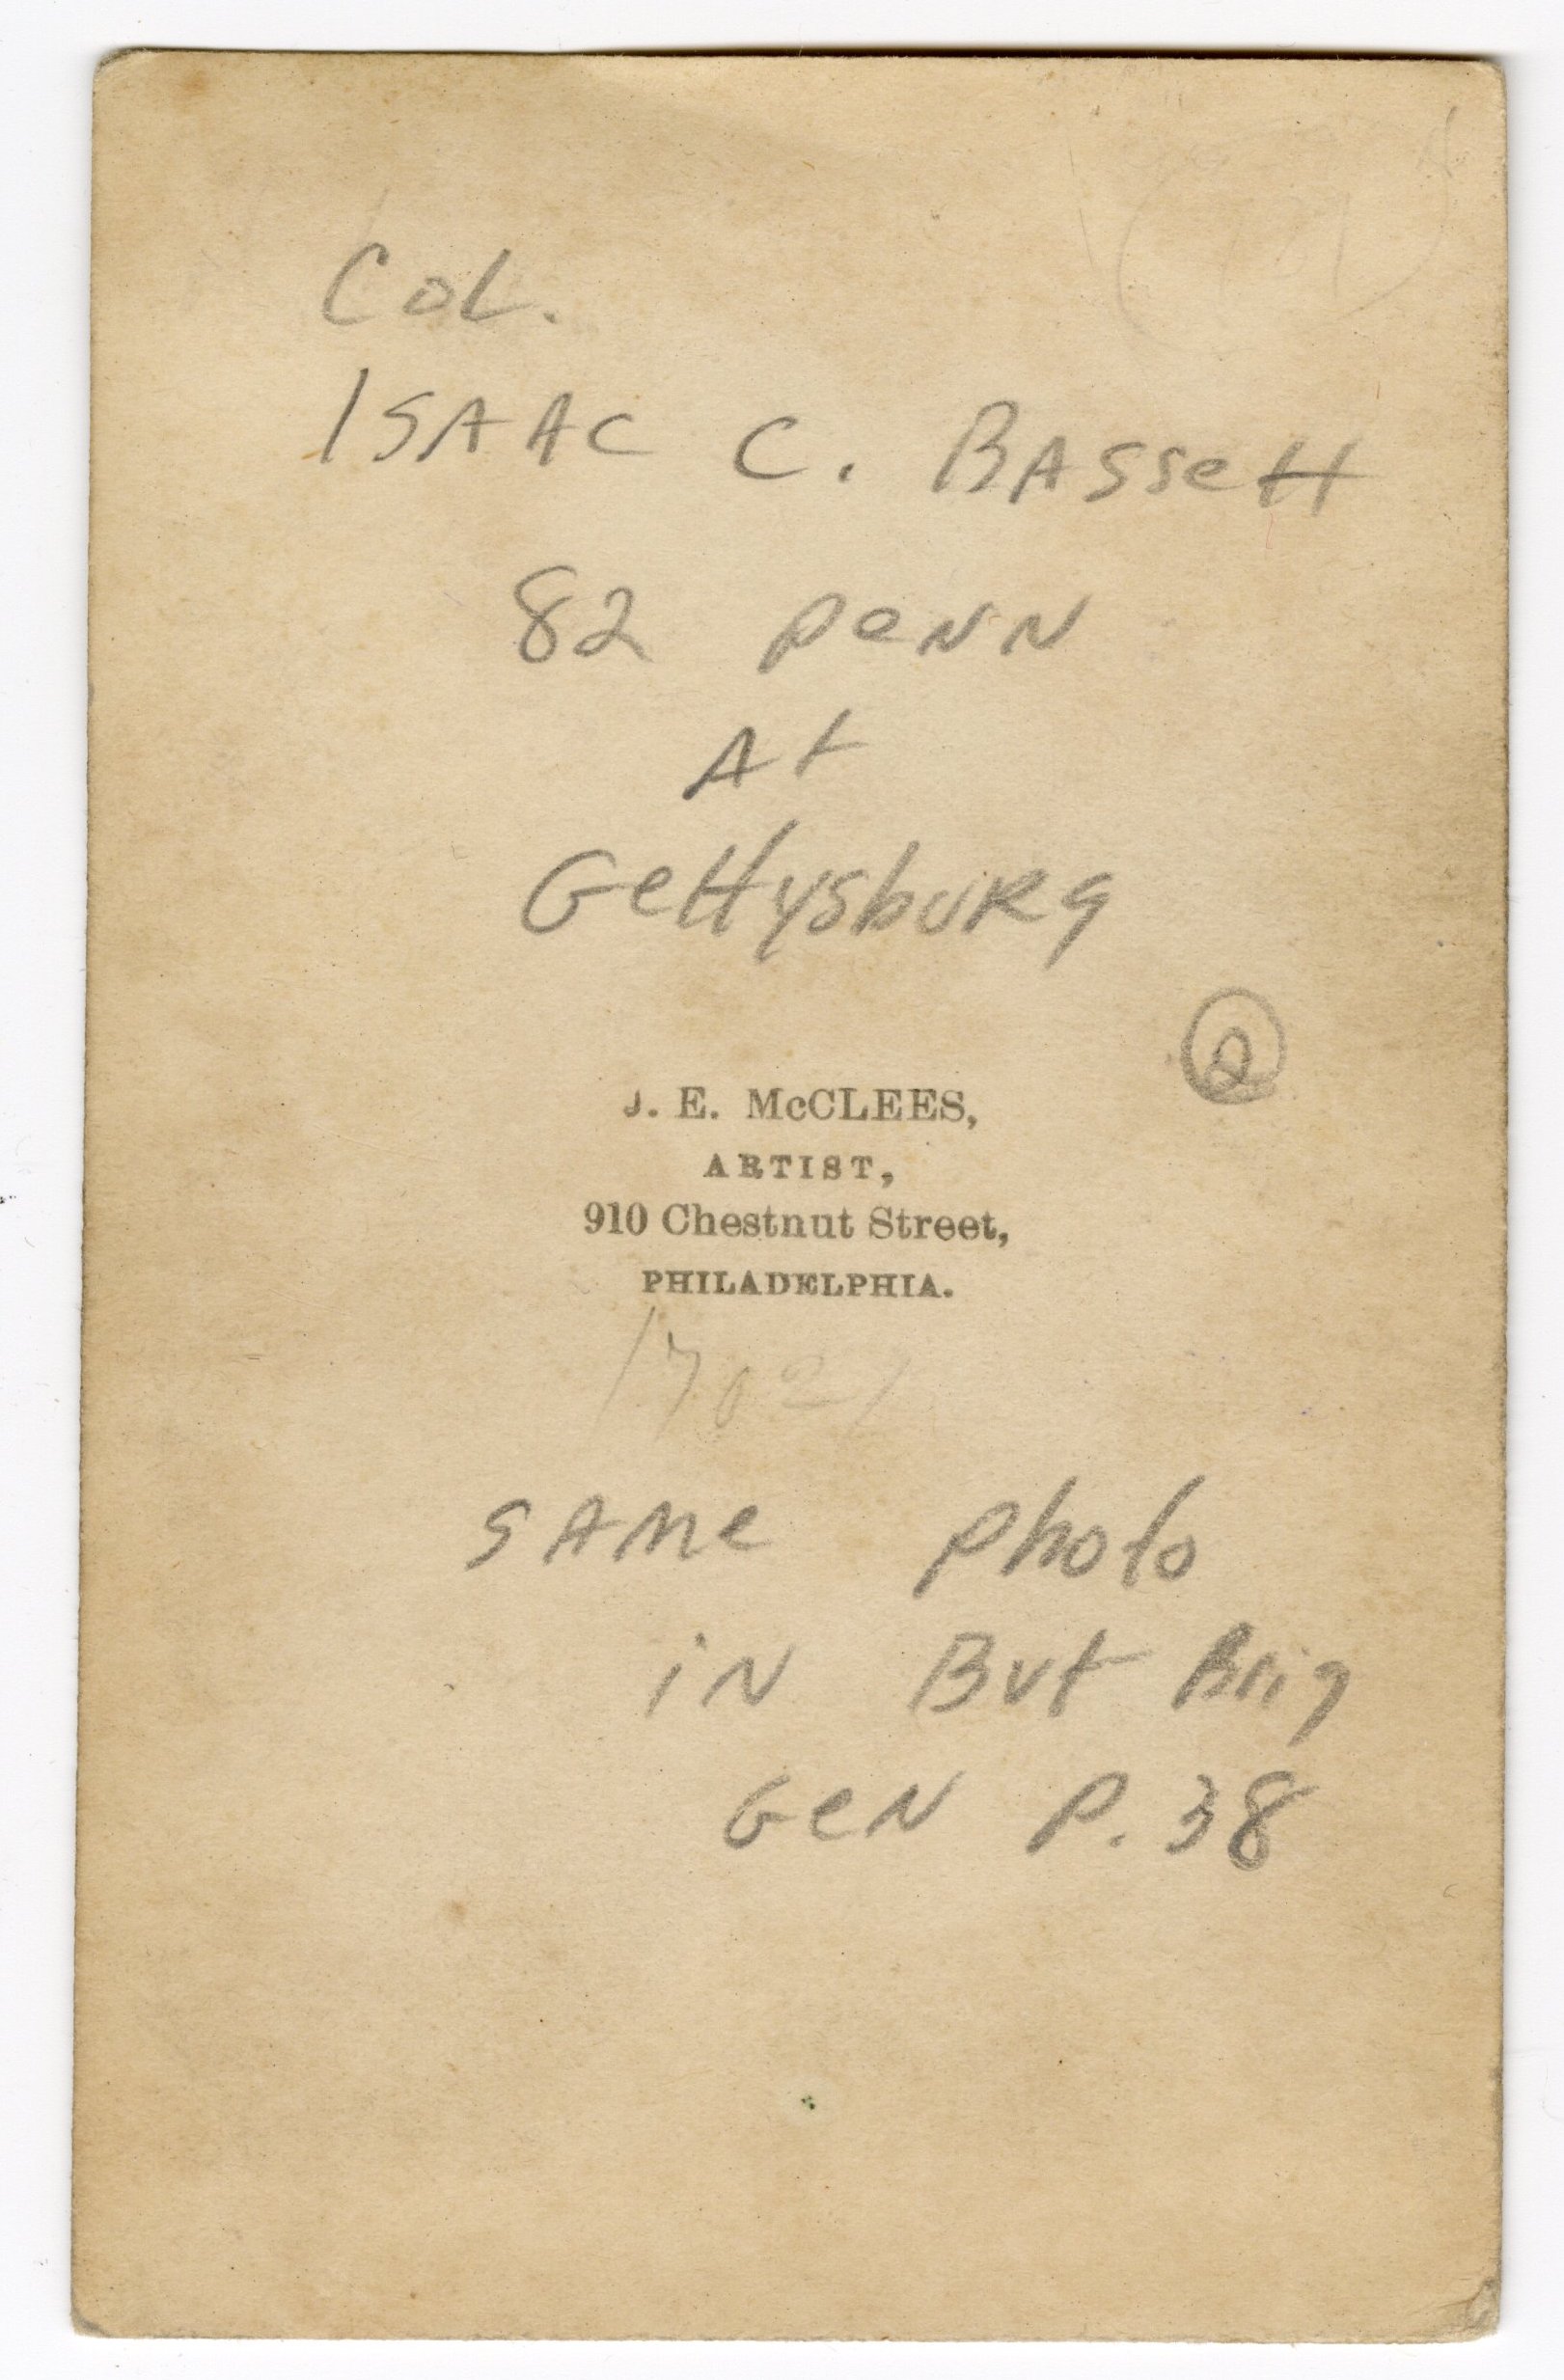 Col.
ISAAC C. BASSett
82 Penn
At
Gettysburg
J. E. McCLEES,
ARTIST,
910 Chestnut Street,
PHILADELPHIA.
SAMe Photo
iN Bvt Brig
GeN P. 38